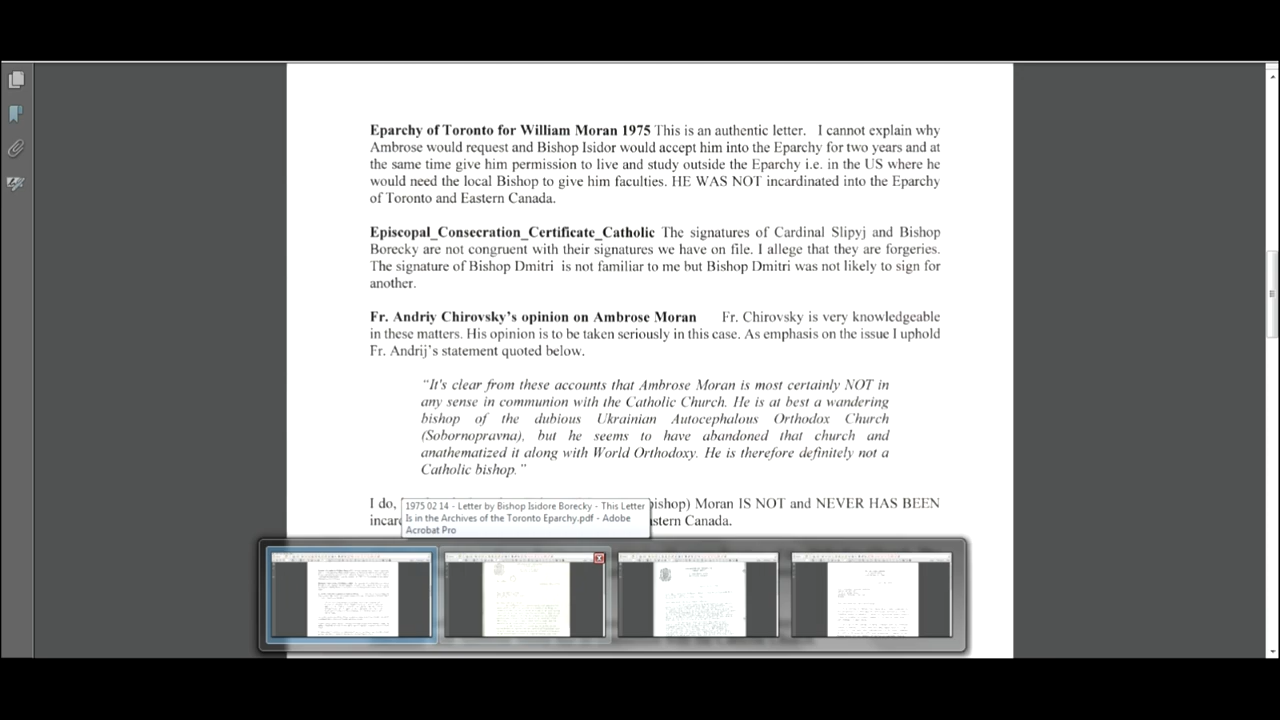 Eparchy of Toronto for William Moran 1975 This is an authentic letter. I cannot explain why
Ambrose would request and Bishop Isidor would accept him into the Eparchy for two years and at
the same time give him permission to live and study outside the Eparchy i.e. in the US where he
would need the local Bishop to give him faculties. HE WAS NOT incardinated into the Eparchy
of Toronto and Eastern Canada.
Episcopal_Consecration_Certificate_Catholic The signatures of Cardinal Slipyj and Bishop
Borecky are not congruent with their signatures we have on file. I allege that they are forgeries.
The signature of Bishop Dmitri is not familiar to me but Bishop Dmitri was not likely to sign for
another.
Fr. Andriy Chirovsky's opinion on Ambrose Moran Fr. Chirovsky is very knowledgeable
in these matters. His opinion is to be taken seriously in this case. As emphasis on the issue I uphold
Fr. Andrij's statement quoted below.
"It's clear from these accounts that Ambrose Moran is most certainly NOT in
any sense in communion with the Catholic Church. He is at best a wandering
bishop of the dubious Ukrainian Autocephalous Orthodox Church
(Sobornopravna), but he seems to have abandoned that church and
anathematized it along with World Orthodoxy. He is therefore definitely not a
Catholic bishop."
I do, bishop) Moran IS NOT and NEVER HAS BEEN
incar astern Canada.
1975 02 14 - Letter by Bishop Isidore Borecky - This Letter
Is in the Archives of the Toronto Eparchy.pdf - Adobe
Acrobat Pro